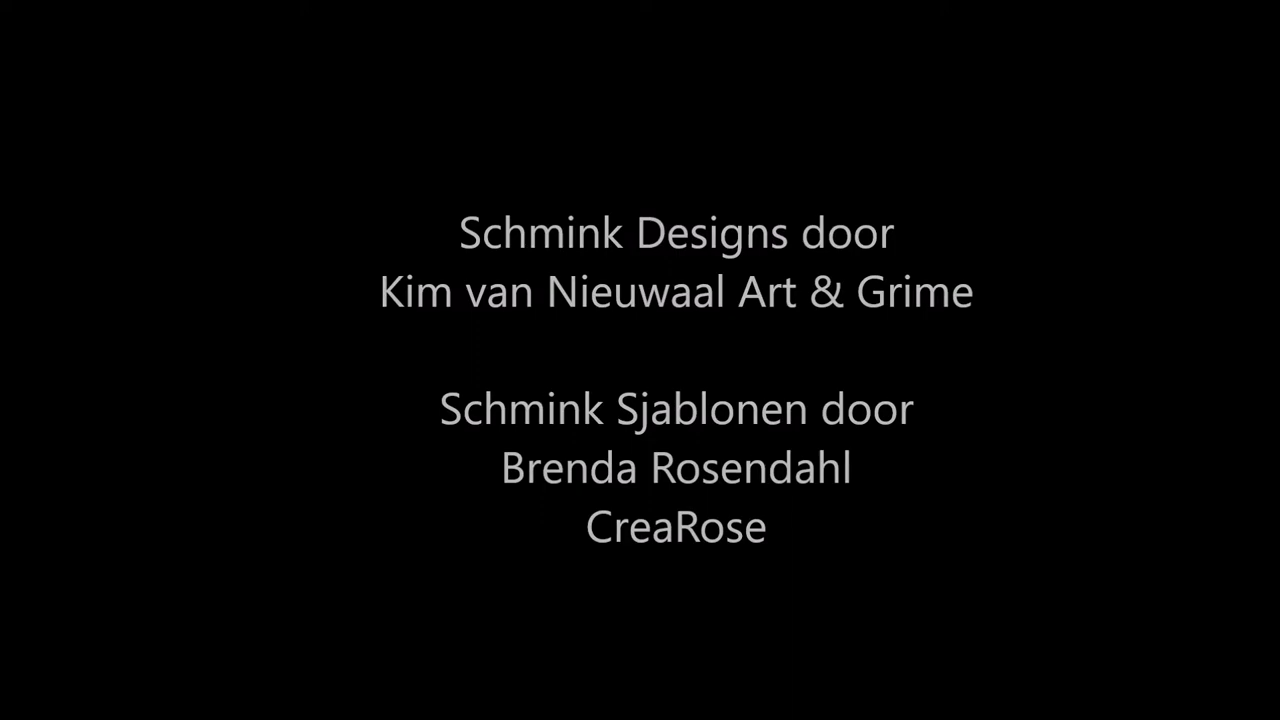 Schmink Designs door
Kim van Nieuwaal Art & Grime
Schmink Sjablonen door
Brenda Rosendahl
CreaRose